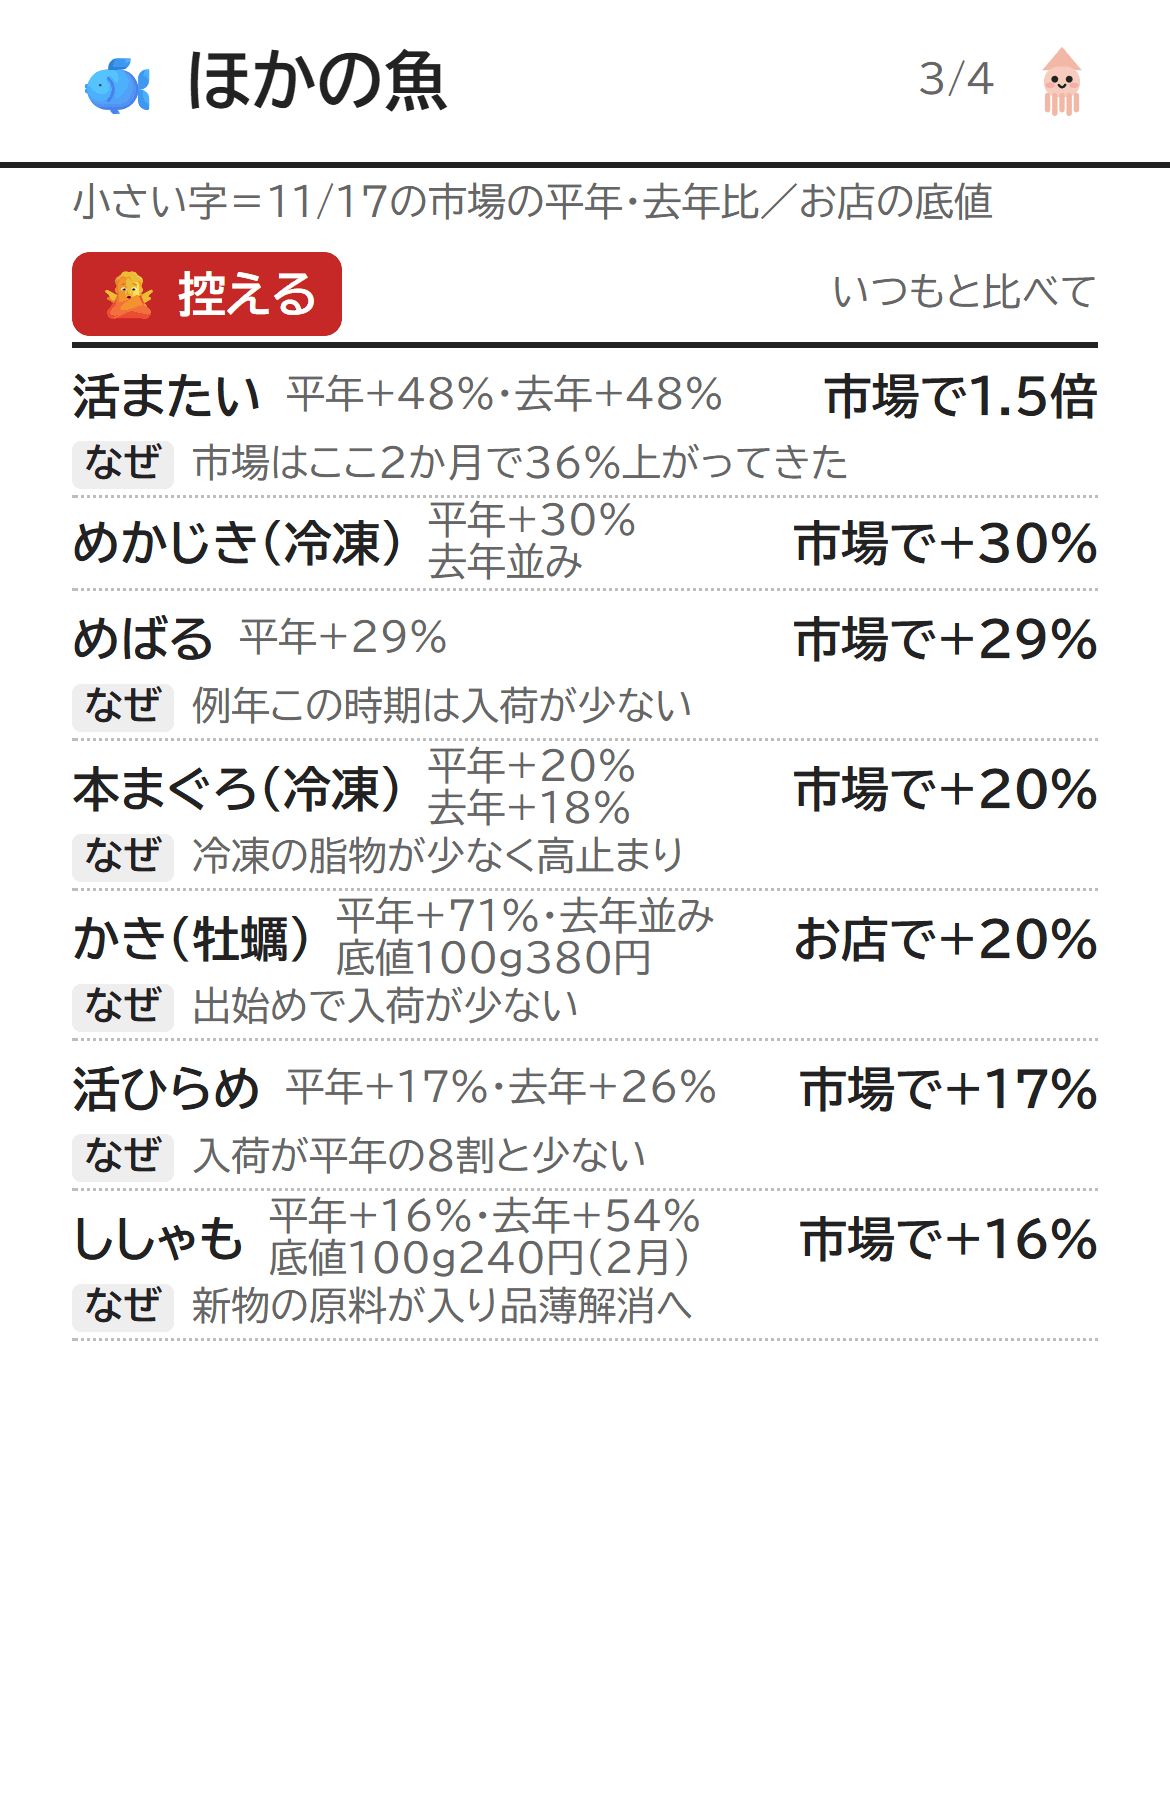 ほかの魚
3/4
小さい字＝11/17の市場の平年・去年比／お店の底値
控える
いつもと比べて
活またい 平年+48%・去年+48% 市場で1.5倍
なぜ 市場はここ2か月で36%上がってきた
めかじき（冷凍） 平年+30% 去年並み 市場で+30%
めばる 平年+29% 市場で+29%
なぜ 例年この時期は入荷が少ない
本まぐろ（冷凍） 平年+20% 去年+18% 市場で+20%
なぜ 冷凍の脂物が少なく高止まり
かき（牡蠣） 平年+71%・去年並み 底値100g380円 お店で+20%
なぜ 出始めで入荷が少ない
活ひらめ 平年+17%・去年+26% 市場で+17%
なぜ 入荷が平年の8割と少ない
ししゃも 平年+16%・去年+54% 底値100g240円（2月） 市場で+16%
なぜ 新物の原料が入り品薄解消へ